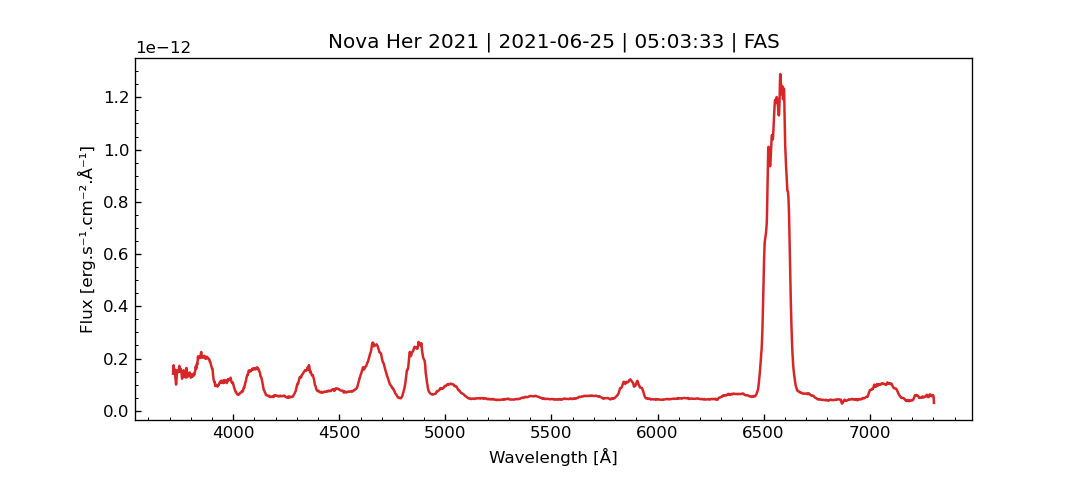 Nova Her 2021 | 2021-06-25 | 05:03:33 | FAS
1e−12
1.2
1.0
0.8
0.6
0.4
0.2
0.0
Flux [erg.s⁻¹.cm⁻².Å⁻¹]
4000 4500 5000 5500 6000 6500 7000
Wavelength [Å]